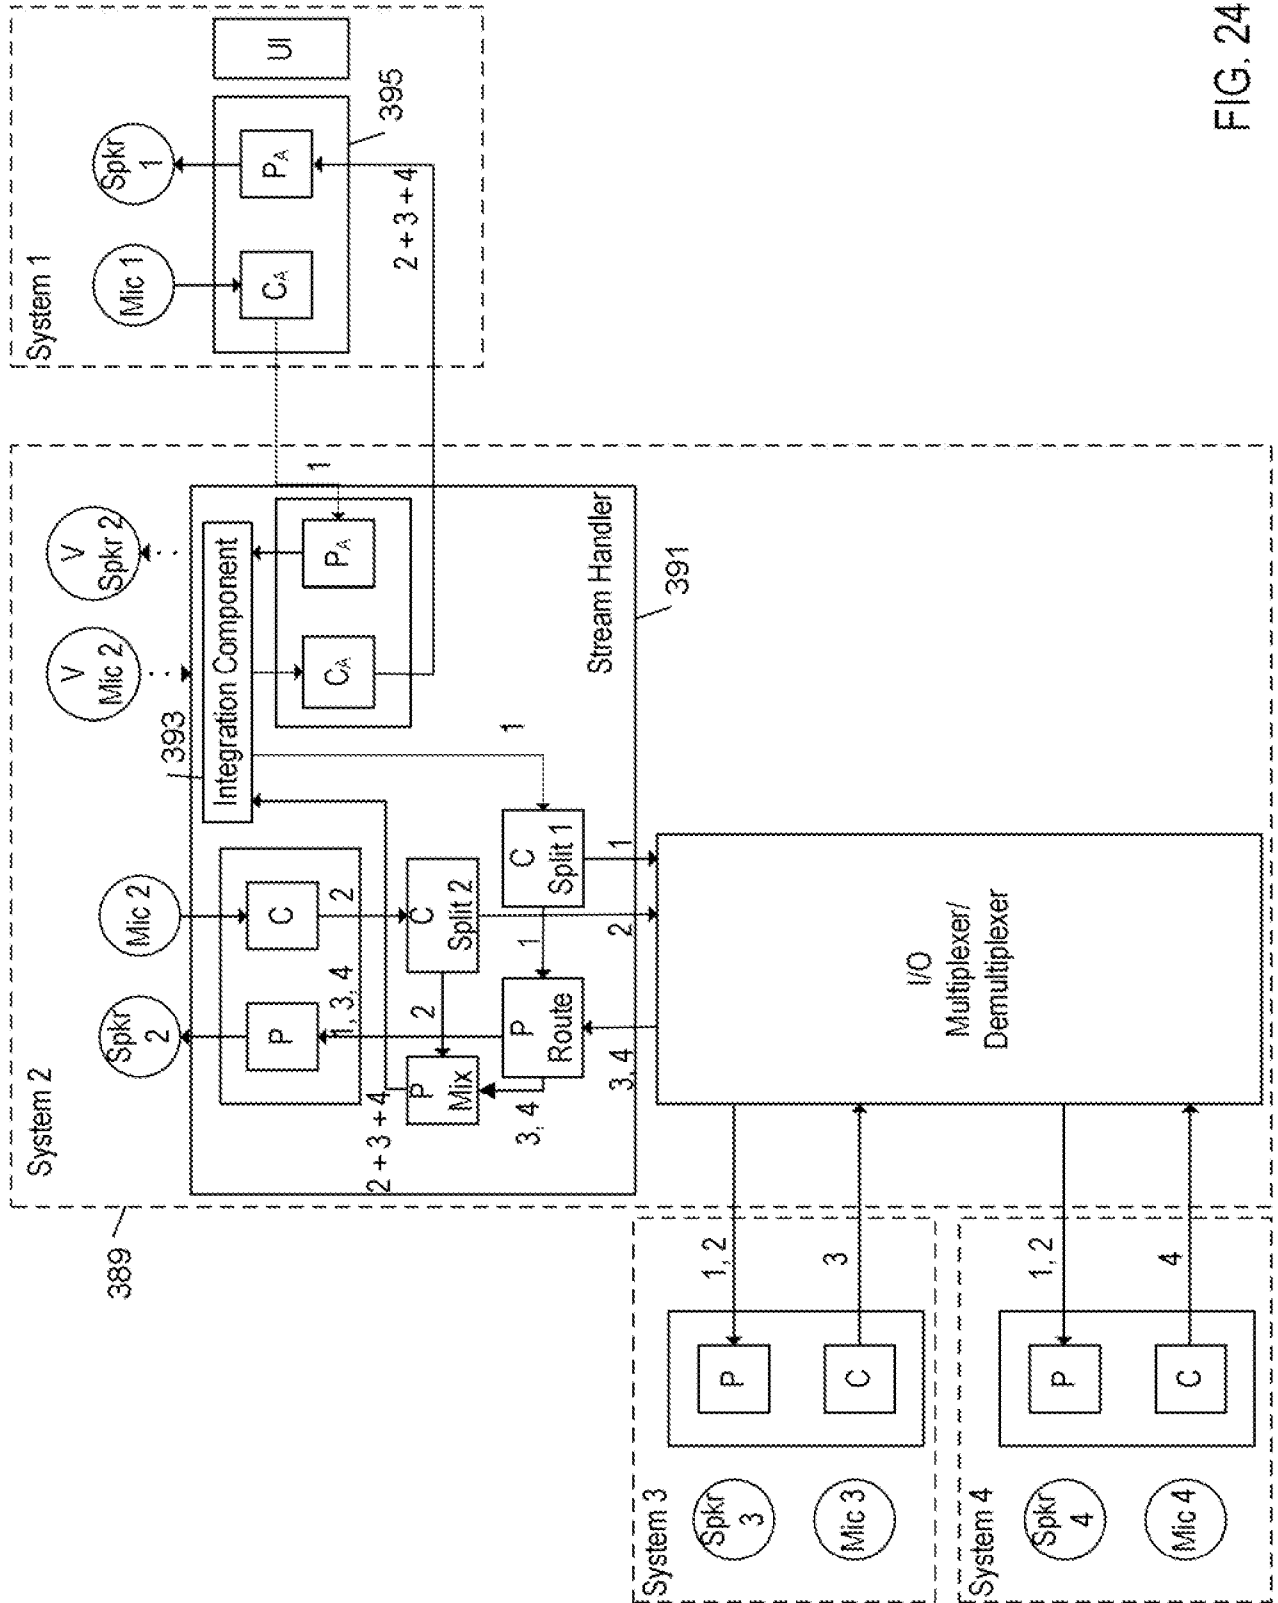 FIG. 24
System 1
Mic 1
Spkr
1
CA
PA
UI
395
2 + 3 + 4
System 2
389
Spkr
2
Mic 2
V
Mic 2
V
Spkr 2
393
Integration Component
P
C
1, 3, 4
2
CA
PA
1
2 + 3 + 4
P
Mix
2
C
Split 2
1
3, 4
P
Route
1
C
Split 1
Stream Handler
391
3, 4
2
1
I/O
Multiplexer/
Demultiplexer
System 3
Spkr
3
P
1, 2
Mic 3
C
3
System 4
Spkr
4
P
1, 2
Mic 4
C
4